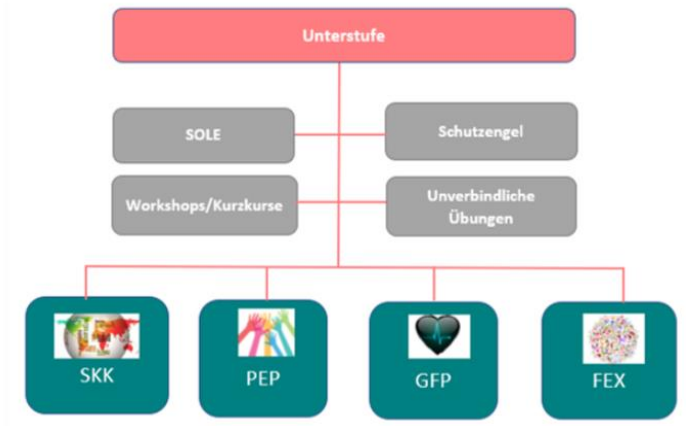 Unterstufe
SOLE
Schutzengel
Workshops/Kurzkurse
Unverbindliche
Übungen
SKK
PEP
GFP
FEX